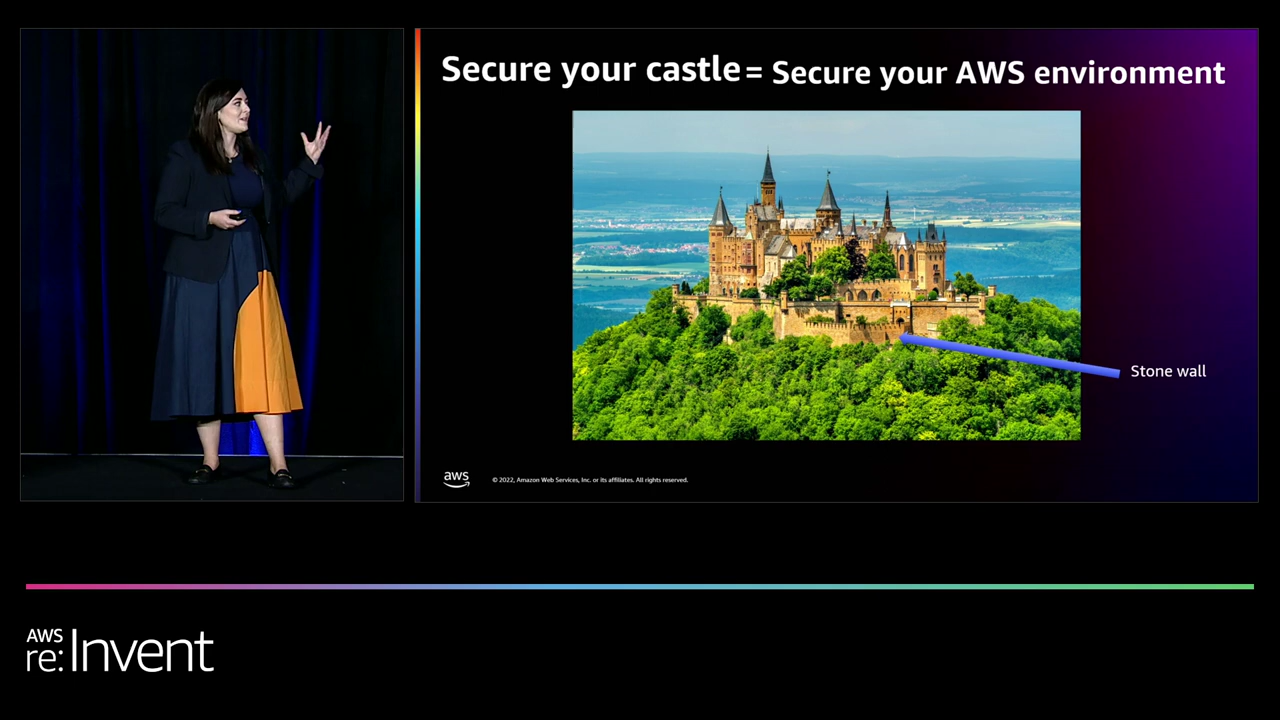 Secure your castle = Secure your AWS environment
Stone wall
aws
© 2022, Amazon Web Services, Inc. or its affiliates. All rights reserved.
AWS
re:Invent